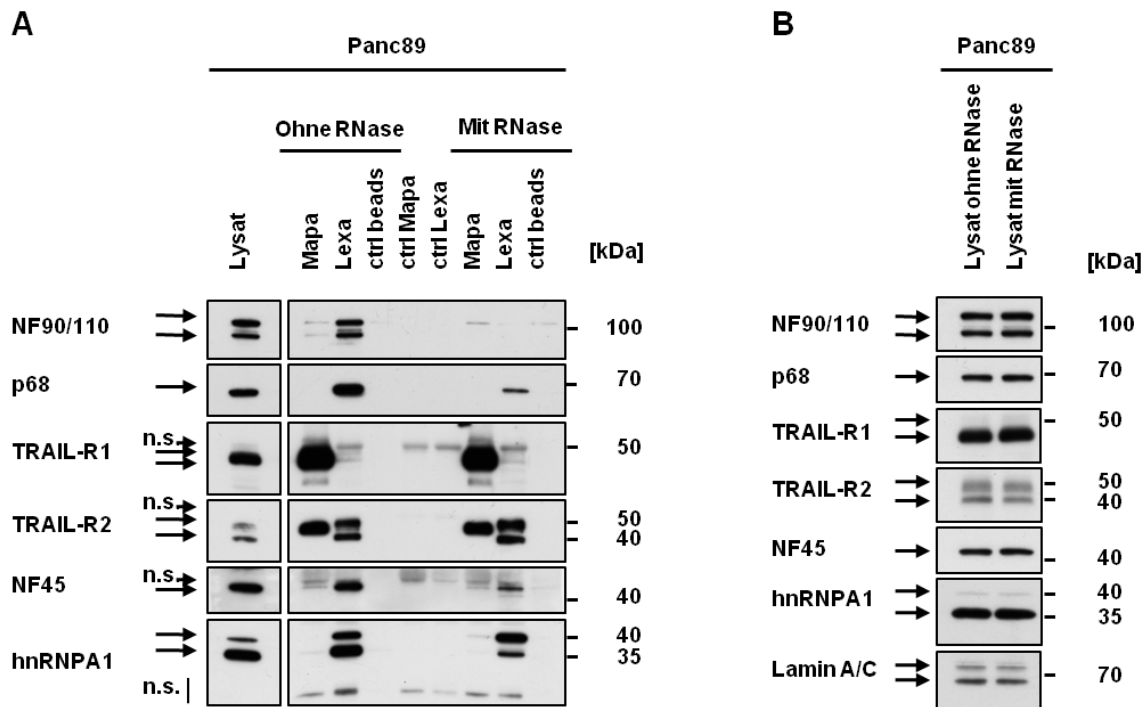 A
Panc89
Ohne RNase
Mit RNase
Lysat
Mapa
Lexa
ctrl beads
ctrl Mapa
ctrl Lexa
Mapa
Lexa
ctrl beads
[kDa]
NF90/110
100
p68
70
n.s.
TRAIL-R1
50
n.s.
TRAIL-R2
50
40
n.s.
NF45
40
hnRNPA1
40
35
n.s.
B
Panc89
Lysat ohne RNase
Lysat mit RNase
[kDa]
NF90/110
100
p68
70
TRAIL-R1
50
TRAIL-R2
50
40
NF45
40
hnRNPA1
40
35
Lamin A/C
70